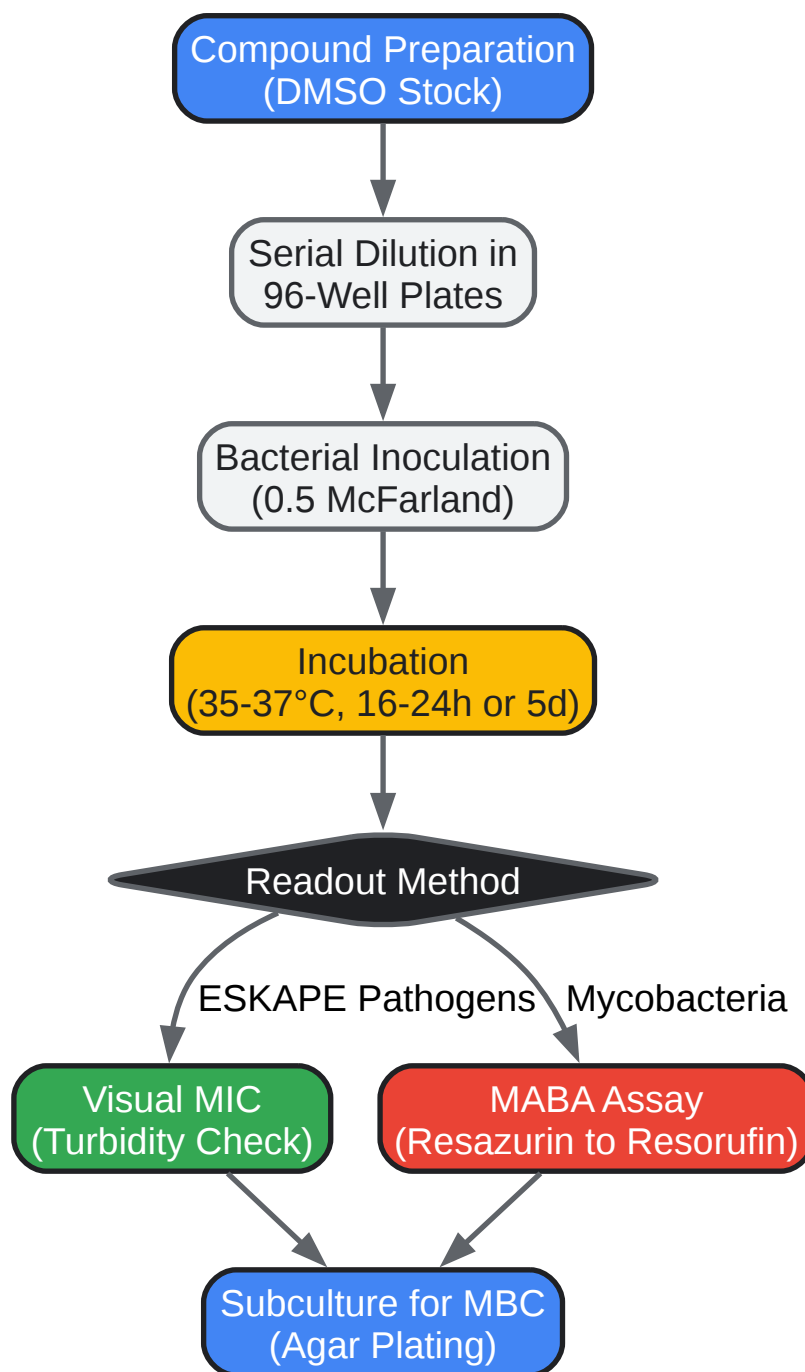 Compound Preparation
(DMSO Stock)
Serial Dilution in
96-Well Plates
Bacterial Inoculation
(0.5 McFarland)
Incubation
(35-37°C, 16-24h or 5d)
Readout Method
ESKAPE Pathogens
Mycobacteria
Visual MIC
(Turbidity Check)
MABA Assay
(Resazurin to Resorufin)
Subculture for MBC
(Agar Plating)